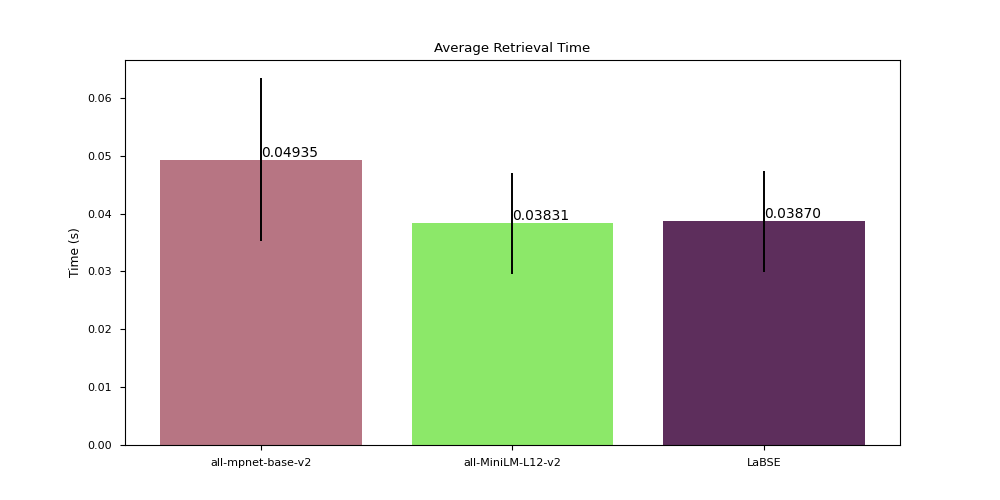 Average Retrieval Time
Time (s)
0.06
0.05
0.04
0.03
0.02
0.01
0.00
0.04935
0.03831
0.03870
all-mpnet-base-v2
all-MiniLM-L12-v2
LaBSE